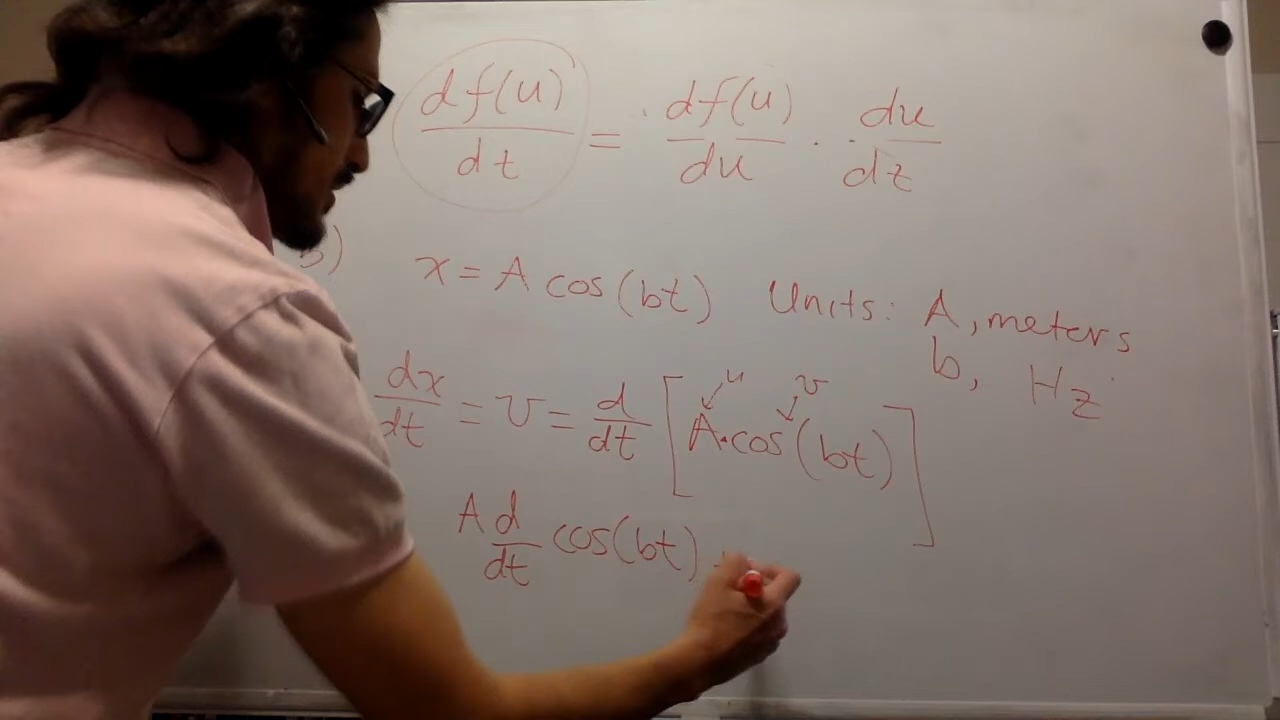 df(u)/dt = df(u)/du · du/dt
3) x = A cos(bt) Units: A, meters
b, Hz
dx/dt = v = d/dt [A·cos(bt)]
u v
A d/dt cos(bt)